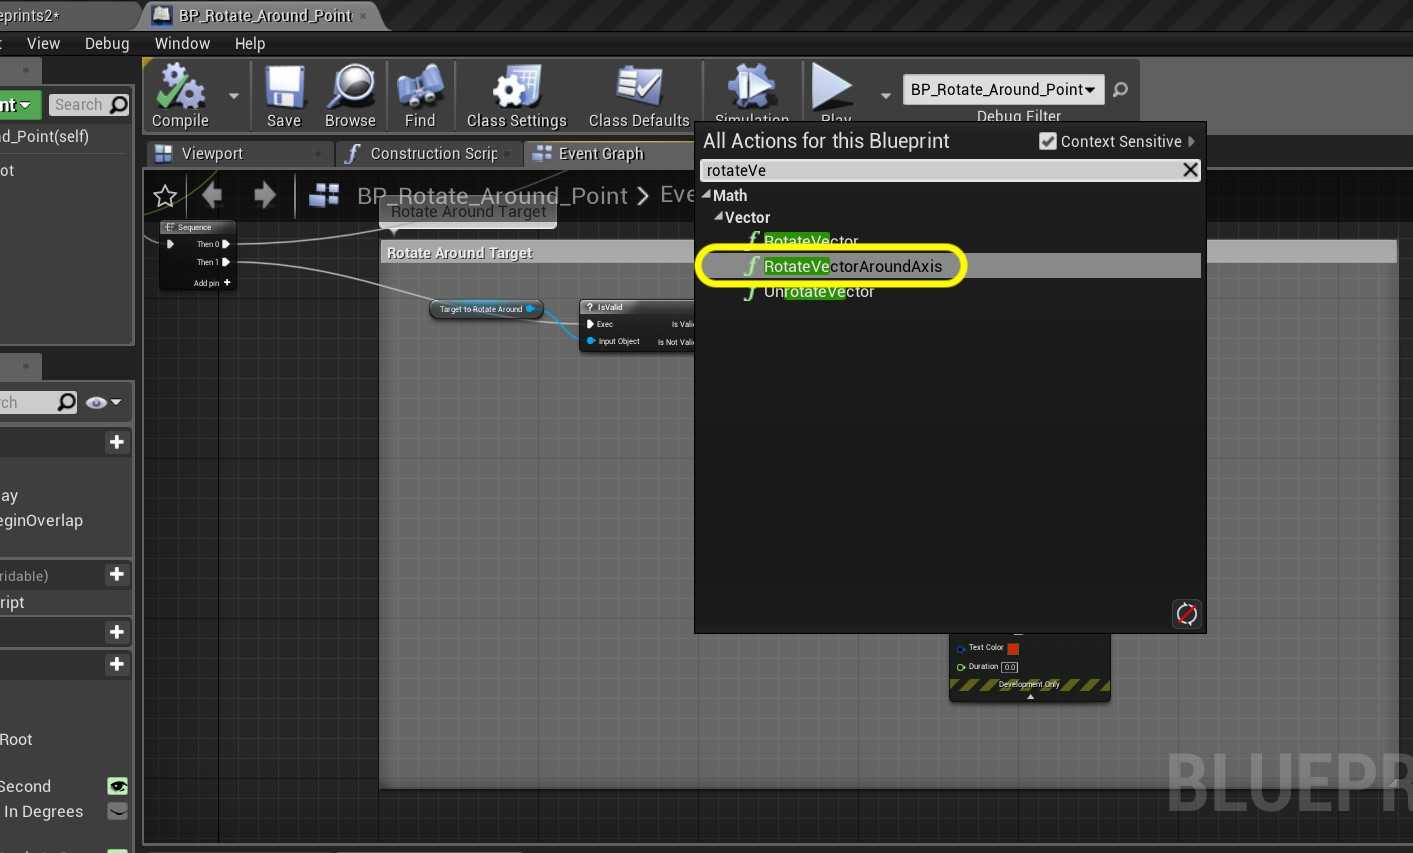 eprints2*
BP_Rotate_Around_Point
View Debug Window Help
nt
Search
Compile
Save
Browse
Find
Class Settings
Class Defaults
Simulation
Play
BP_Rotate_Around_Point
Debug Filter
d_Point(self)
ot
Viewport
Construction Scrip
Event Graph
BP_Rotate_Around_Point > Eve
Rotate Around Target
Rotate Around Target
Sequence
Then 0
Then 1
Add pin +
Target to Rotate Around
? IsValid
Exec
Is Valid
Input Object
Is Not Valid
All Actions for this Blueprint
Context Sensitive
rotateVe
Math
Vector
f RotateVector
f RotateVectorAroundAxis
f UnrotateVector
Text Color
Duration 0.0
Development Only
rch
ay
eginOverlap
ridable)
ript
Root
Second
In Degrees
BLUEPR